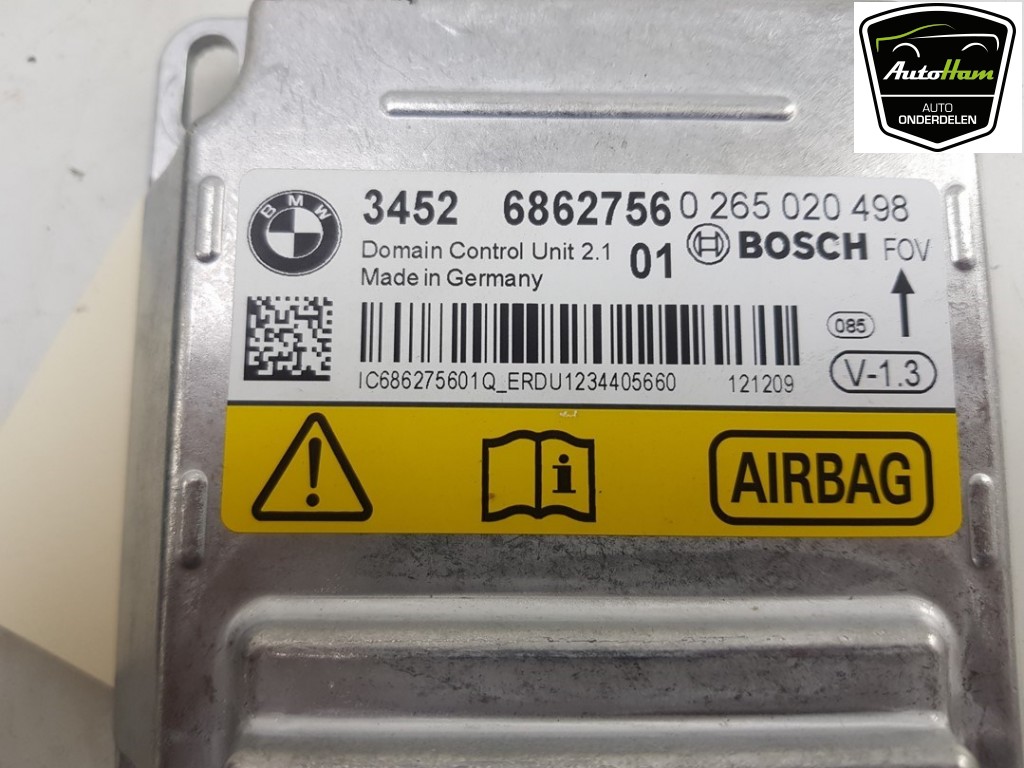 AutoHam
AUTO
ONDERDELEN
BMW
3452 6862756 0 265 020 498
Domain Control Unit 2.1 01 BOSCH FOV
Made in Germany
085
IC686275601Q_ERDU1234405660 121209 V-1.3
AIRBAG